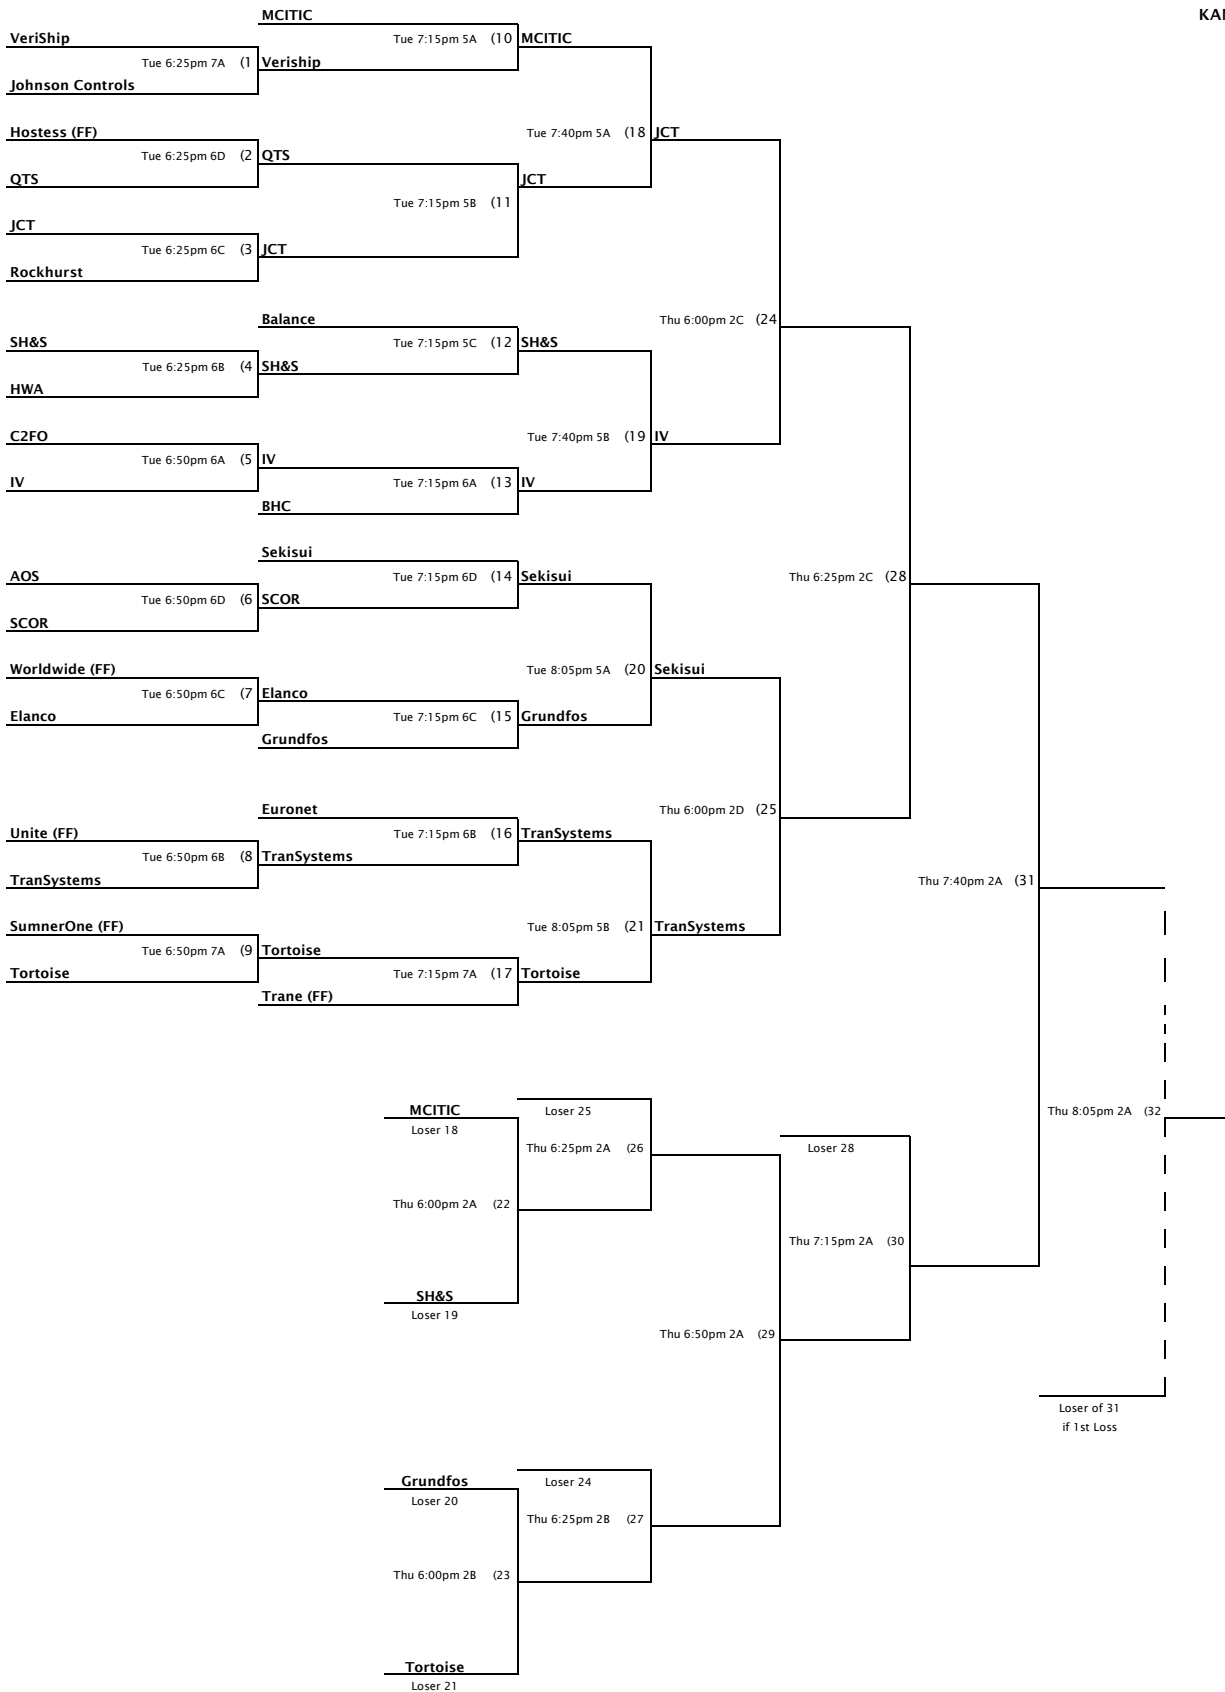 MCITIC
KAN
VeriShip
Tue 7:15pm 5A (10 MCITIC
Tue 6:25pm 7A (1 Veriship
Johnson Controls
Hostess (FF)
Tue 7:40pm 5A (18 JCT
Tue 6:25pm 6D (2 QTS
QTS
JCT
Tue 7:15pm 5B (11
JCT
Tue 6:25pm 6C (3 JCT
Rockhurst
Balance
Thu 6:00pm 2C (24
SH&S
Tue 7:15pm 5C (12 SH&S
Tue 6:25pm 6B (4 SH&S
HWA
C2FO
Tue 7:40pm 5B (19 IV
Tue 6:50pm 6A (5 IV
IV
Tue 7:15pm 6A (13 IV
BHC
Sekisui
AOS
Tue 7:15pm 6D (14 Sekisui
Thu 6:25pm 2C (28
Tue 6:50pm 6D (6 SCOR
SCOR
Worldwide (FF)
Tue 8:05pm 5A (20 Sekisui
Tue 6:50pm 6C (7 Elanco
Elanco
Tue 7:15pm 6C (15 Grundfos
Grundfos
Euronet
Thu 6:00pm 2D (25
Unite (FF)
Tue 7:15pm 6B (16 TranSystems
Tue 6:50pm 6B (8 TranSystems
TranSystems
Thu 7:40pm 2A (31
SumnerOne (FF)
Tue 8:05pm 5B (21 TranSystems
Tue 6:50pm 7A (9 Tortoise
Tortoise
Tue 7:15pm 7A (17 Tortoise
Trane (FF)
MCITIC
Loser 25
Thu 8:05pm 2A (32
Loser 18
Thu 6:25pm 2A (26
Loser 28
Thu 6:00pm 2A (22
Thu 7:15pm 2A (30
SH&S
Loser 19
Thu 6:50pm 2A (29
Loser of 31
if 1st Loss
Grundfos
Loser 24
Loser 20
Thu 6:25pm 2B (27
Thu 6:00pm 2B (23
Tortoise
Loser 21